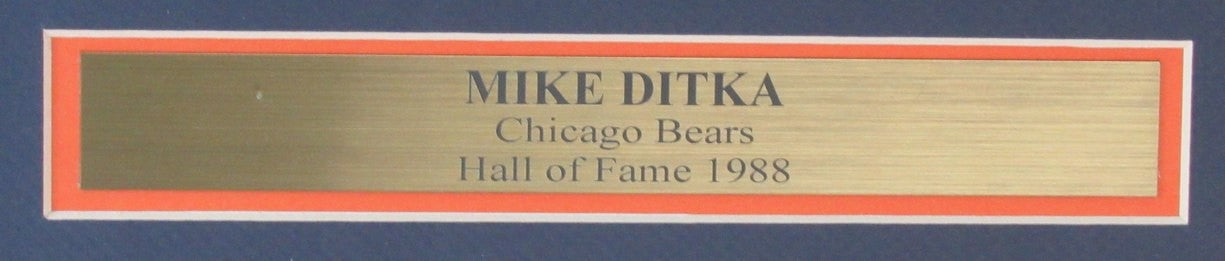 MIKE DITKA
Chicago Bears
Hall of Fame 1988